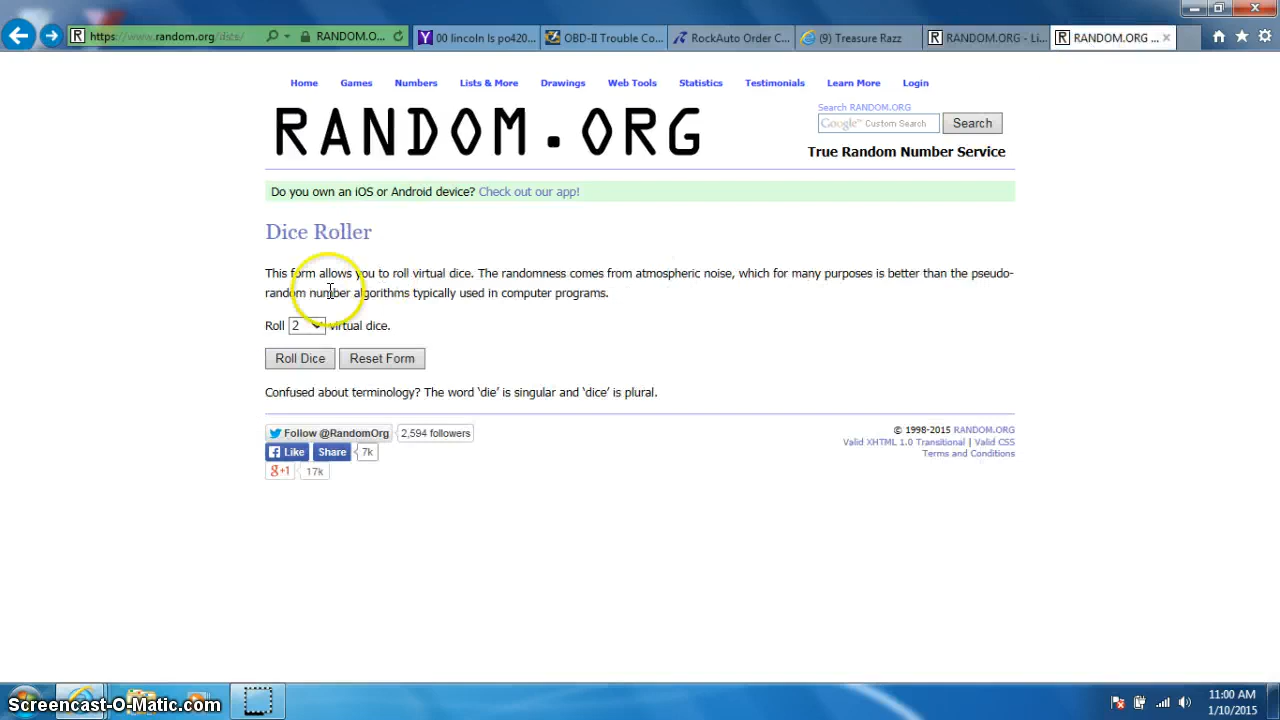 https://www.random.org/dists/
RANDOM.O...
00 lincoln ls po420...
OBD-II Trouble Co...
RockAuto Order C...
(9) Treasure Razz
RANDOM.ORG - Li...
RANDOM.ORG ...
Home Games Numbers Lists & More Drawings Web Tools Statistics Testimonials Learn More Login
RANDOM.ORG
Search RANDOM.ORG
Google™ Custom Search Search
True Random Number Service
Do you own an iOS or Android device? Check out our app!
Dice Roller
This form allows you to roll virtual dice. The randomness comes from atmospheric noise, which for many purposes is better than the pseudo-
random number algorithms typically used in computer programs.
Roll 2 virtual dice.
Roll Dice Reset Form
Confused about terminology? The word ‘die’ is singular and ‘dice’ is plural.
Follow @RandomOrg 2,594 followers
Like Share 7k
g+1 17k
© 1998-2015 RANDOM.ORG
Valid XHTML 1.0 Transitional | Valid CSS
Terms and Conditions
Screencast-O-Matic.com
11:00 AM
1/10/2015